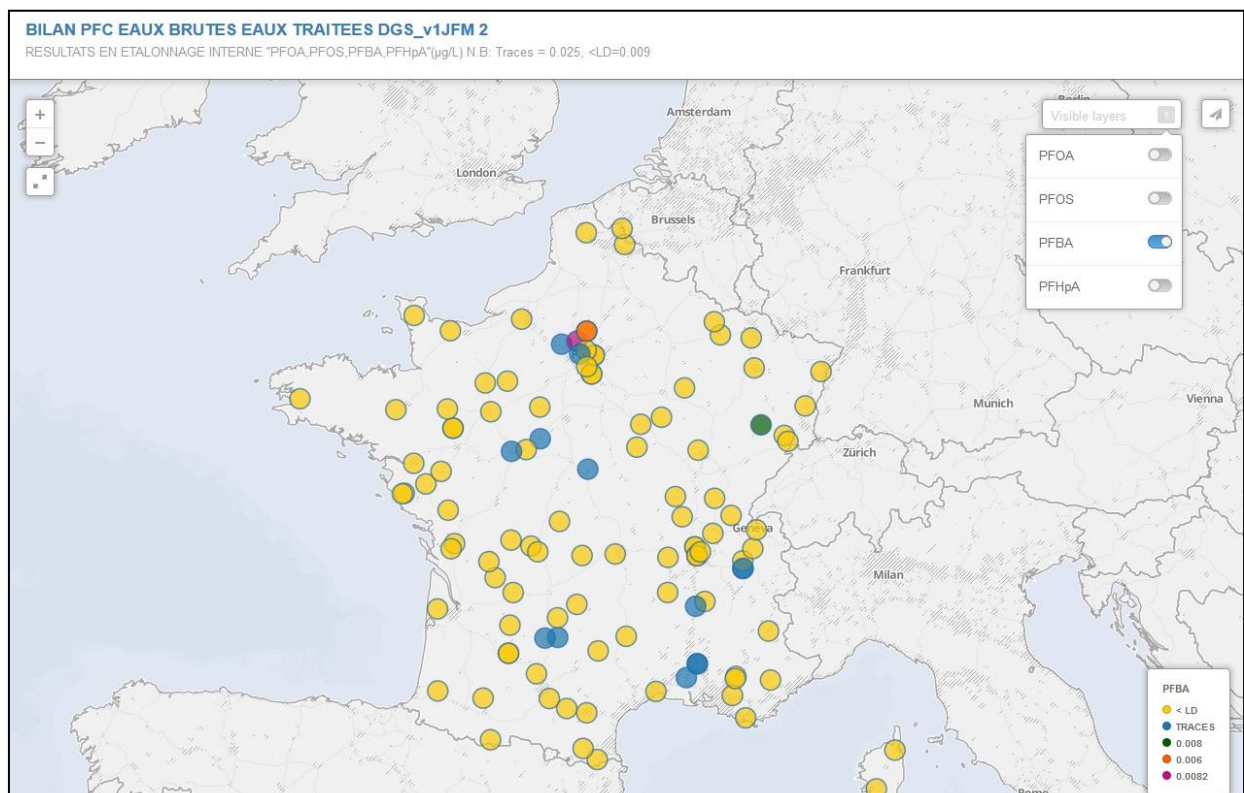 BILAN PFC EAUX BRUTES EAUX TRAITEES DGS_v1JFM 2
RESULTATS EN ETALONNAGE INTERNE "PFOA,PFOS,PFBA,PFHpA"(µg/L) N.B: Traces = 0.025, <LD=0.009
+
−
Visible layers 1
PFOA
PFOS
PFBA
PFHpA
Amsterdam
Berlin
London
Brussels
Frankfurt
Munich
Vienna
Zürich
Geneva
Milan
Rome
PFBA
< LD
TRACES
0.008
0.006
0.0082